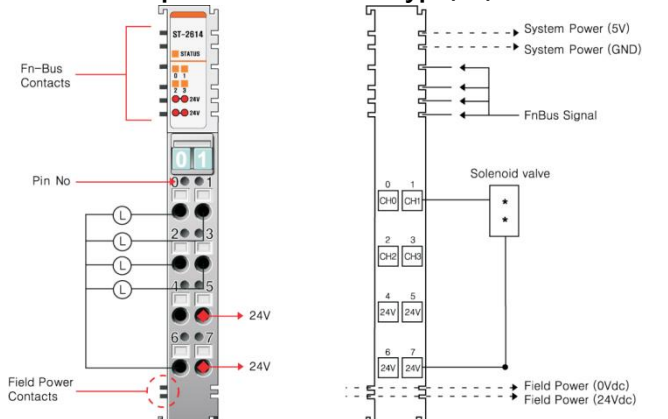 ST-2614
STATUS
0 1
2 3
24V
24V
Fn-Bus
Contacts
0 1
Pin No
0 1
L
2 3
L
L
L
4 5
24V
6 7
24V
Field Power
Contacts
System Power (5V)
System Power (GND)
FnBus Signal
Solenoid valve
0 1
CH0 CH1
*
*
2 3
CH2 CH3
4 5
24V 24V
6 7
24V 24V
Field Power (0Vdc)
Field Power (24Vdc)